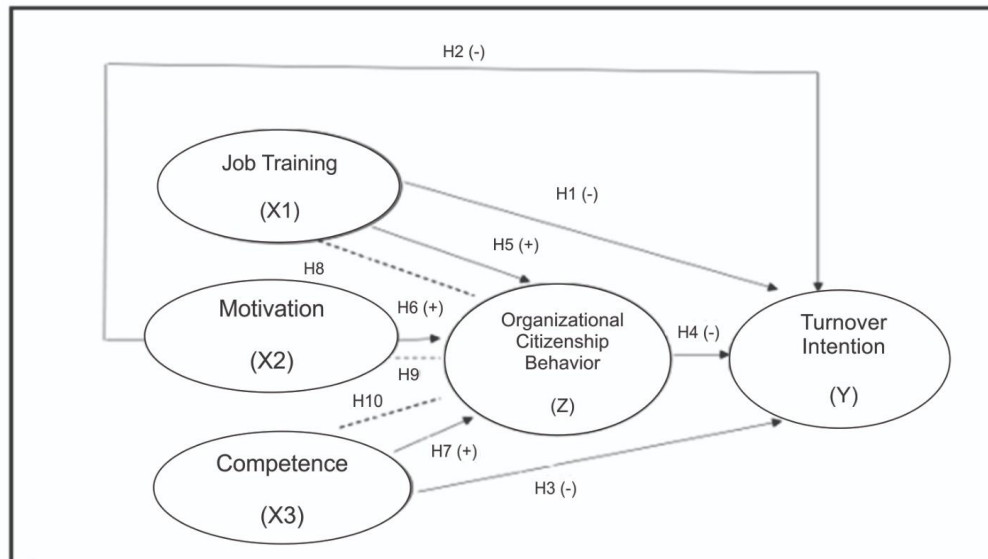 H2 (-)
Job Training
(X1)
H1 (-)
H5 (+)
H8
Motivation
(X2)
H6 (+)
H9
Organizational
Citizenship
Behavior
(Z)
H4 (-)
Turnover
Intention
(Y)
H10
H7 (+)
Competence
(X3)
H3 (-)